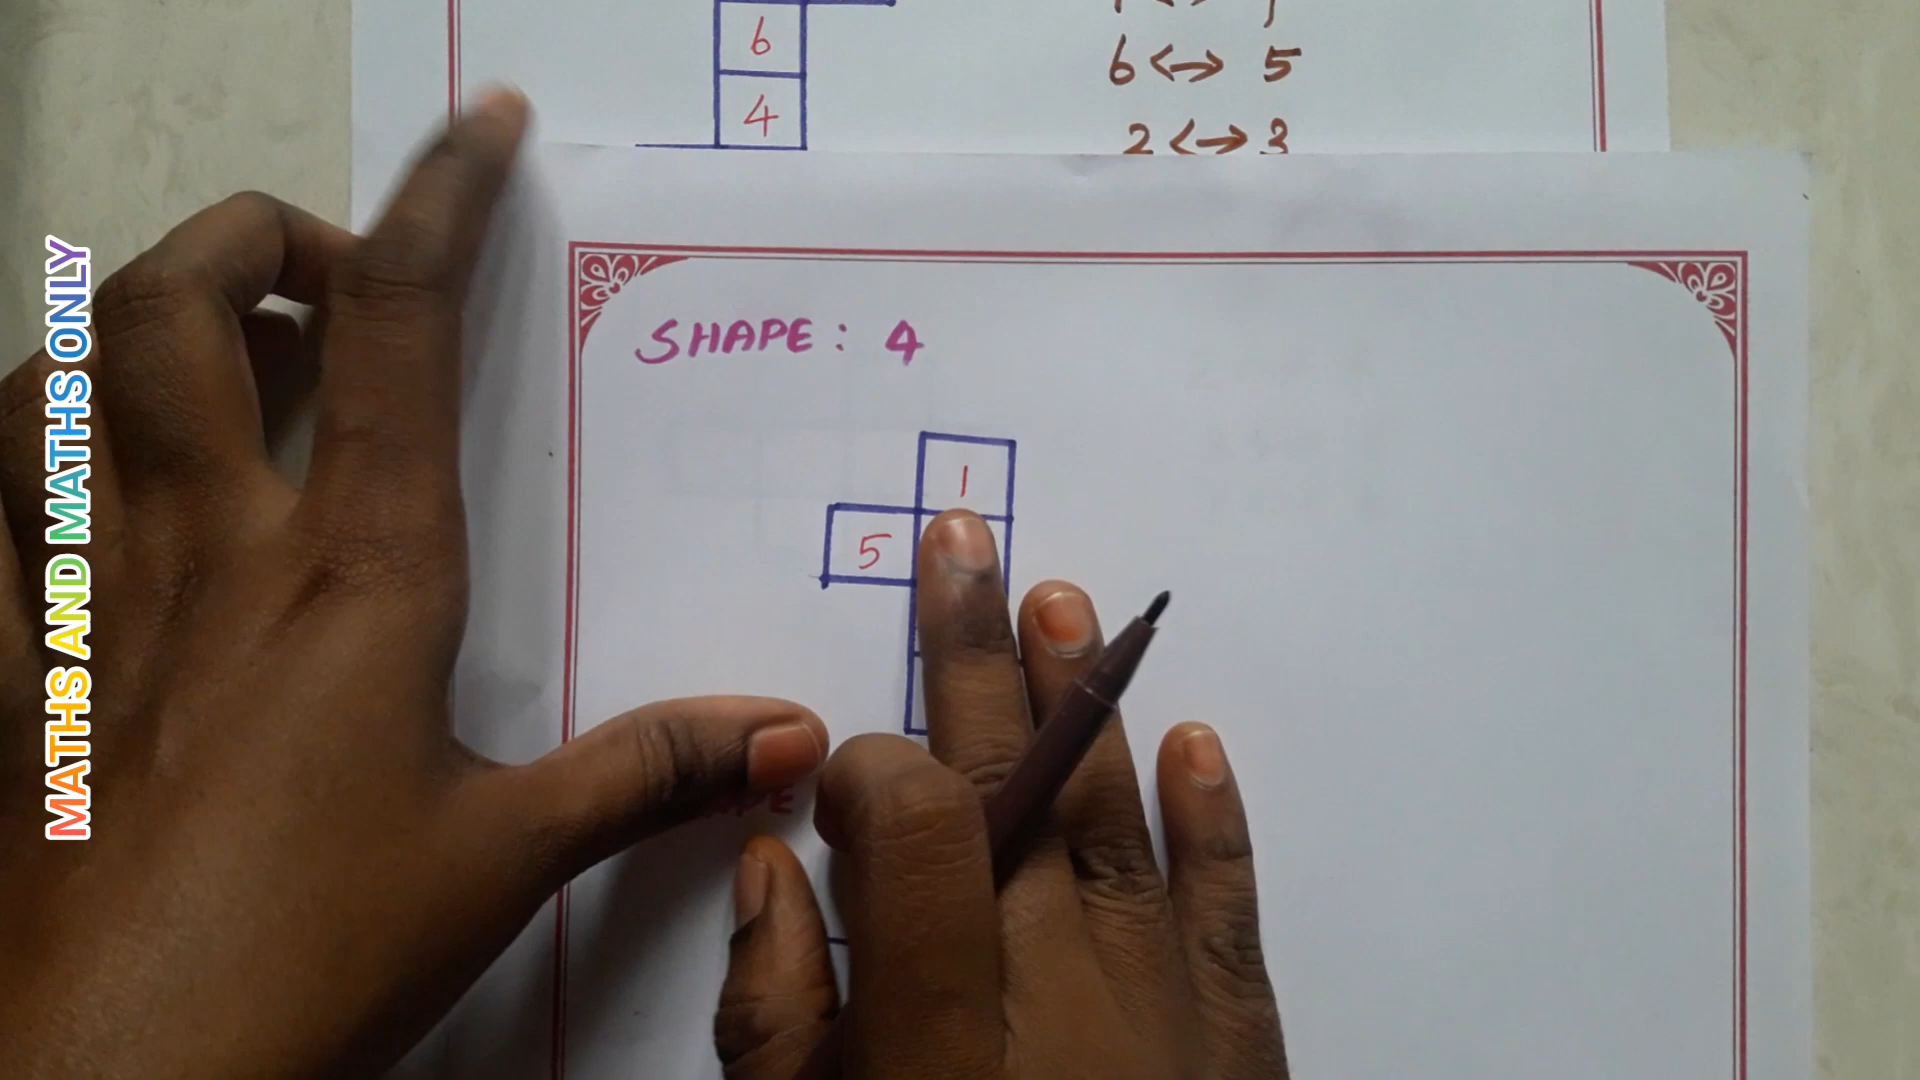 6
6 <-> 5
4
2 <-> 3
SHAPE: 4
1
5
MATHS AND MATHS ONLY